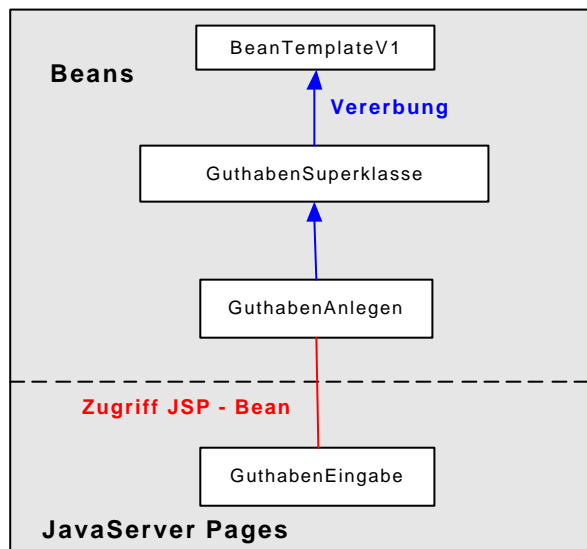 BeanTemplateV1
Beans
Vererbung
GuthabenSuperklasse
GuthabenAnlegen
Zugriff JSP - Bean
GuthabenEingabe
JavaServer Pages